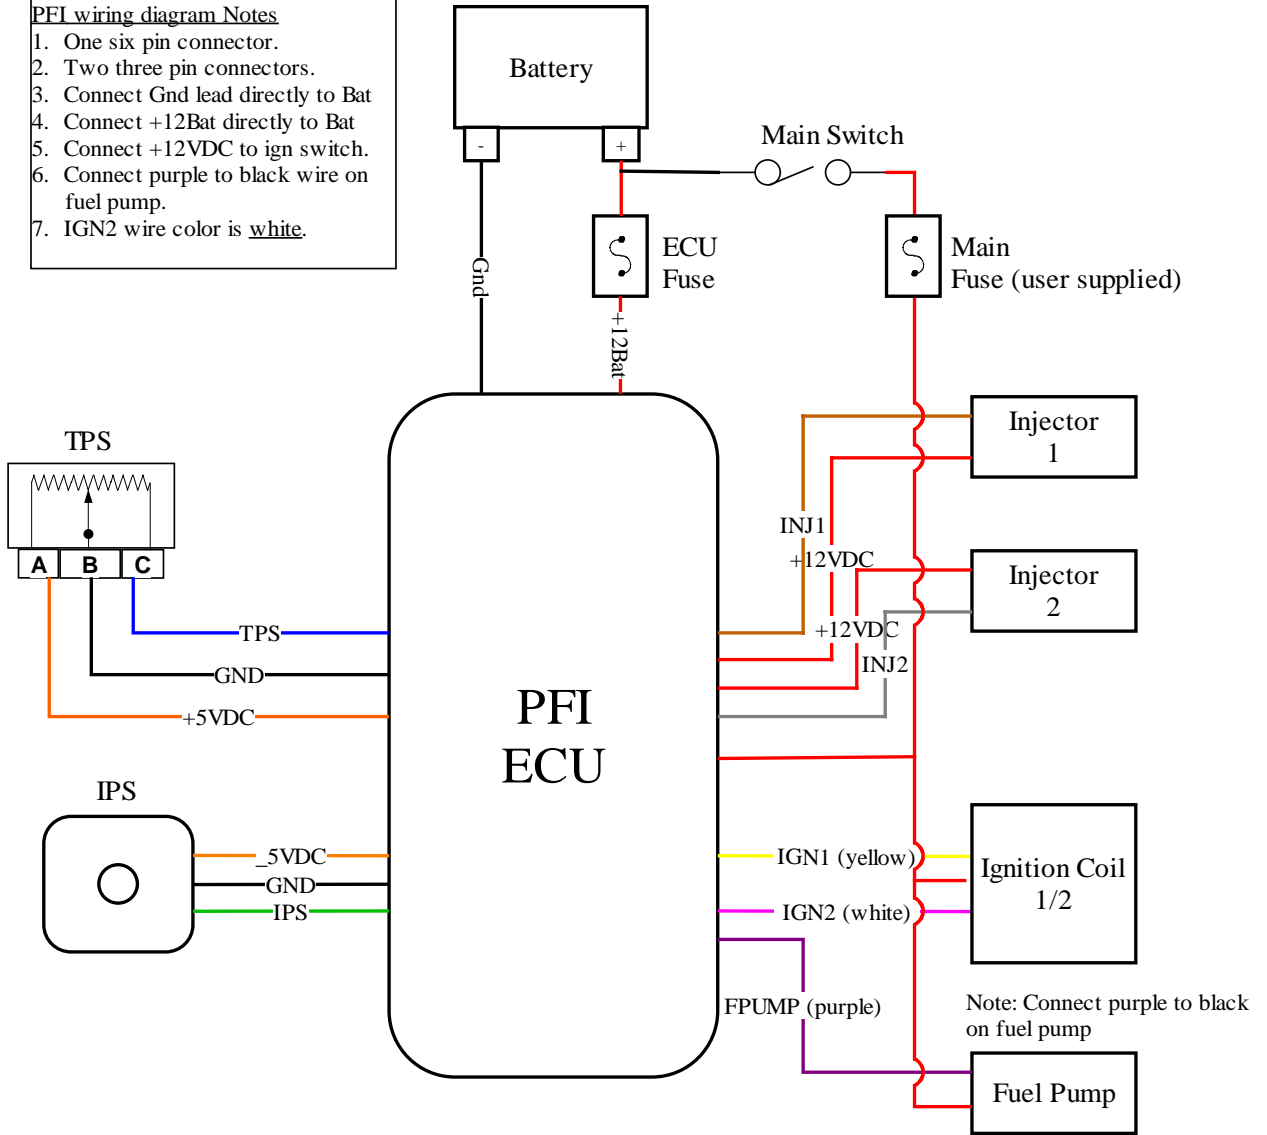 PFI wiring diagram Notes
1. One six pin connector.
2. Two three pin connectors.
3. Connect Gnd lead directly to Bat
4. Connect +12Bat directly to Bat
5. Connect +12VDC to ign switch.
6. Connect purple to black wire on
fuel pump.
7. IGN2 wire color is white.
Battery
-
+
Main Switch
ECU
Fuse
Main
Fuse (user supplied)
Gnd
+12Bat
TPS
A B C
TPS
GND
+5VDC
IPS
_5VDC
GND
IPS
PFI
ECU
Injector
1
INJ1
+12VDC
Injector
2
+12VDC
INJ2
IGN1 (yellow)
IGN2 (white)
Ignition Coil
1/2
FPUMP (purple)
Note: Connect purple to black
on fuel pump
Fuel Pump